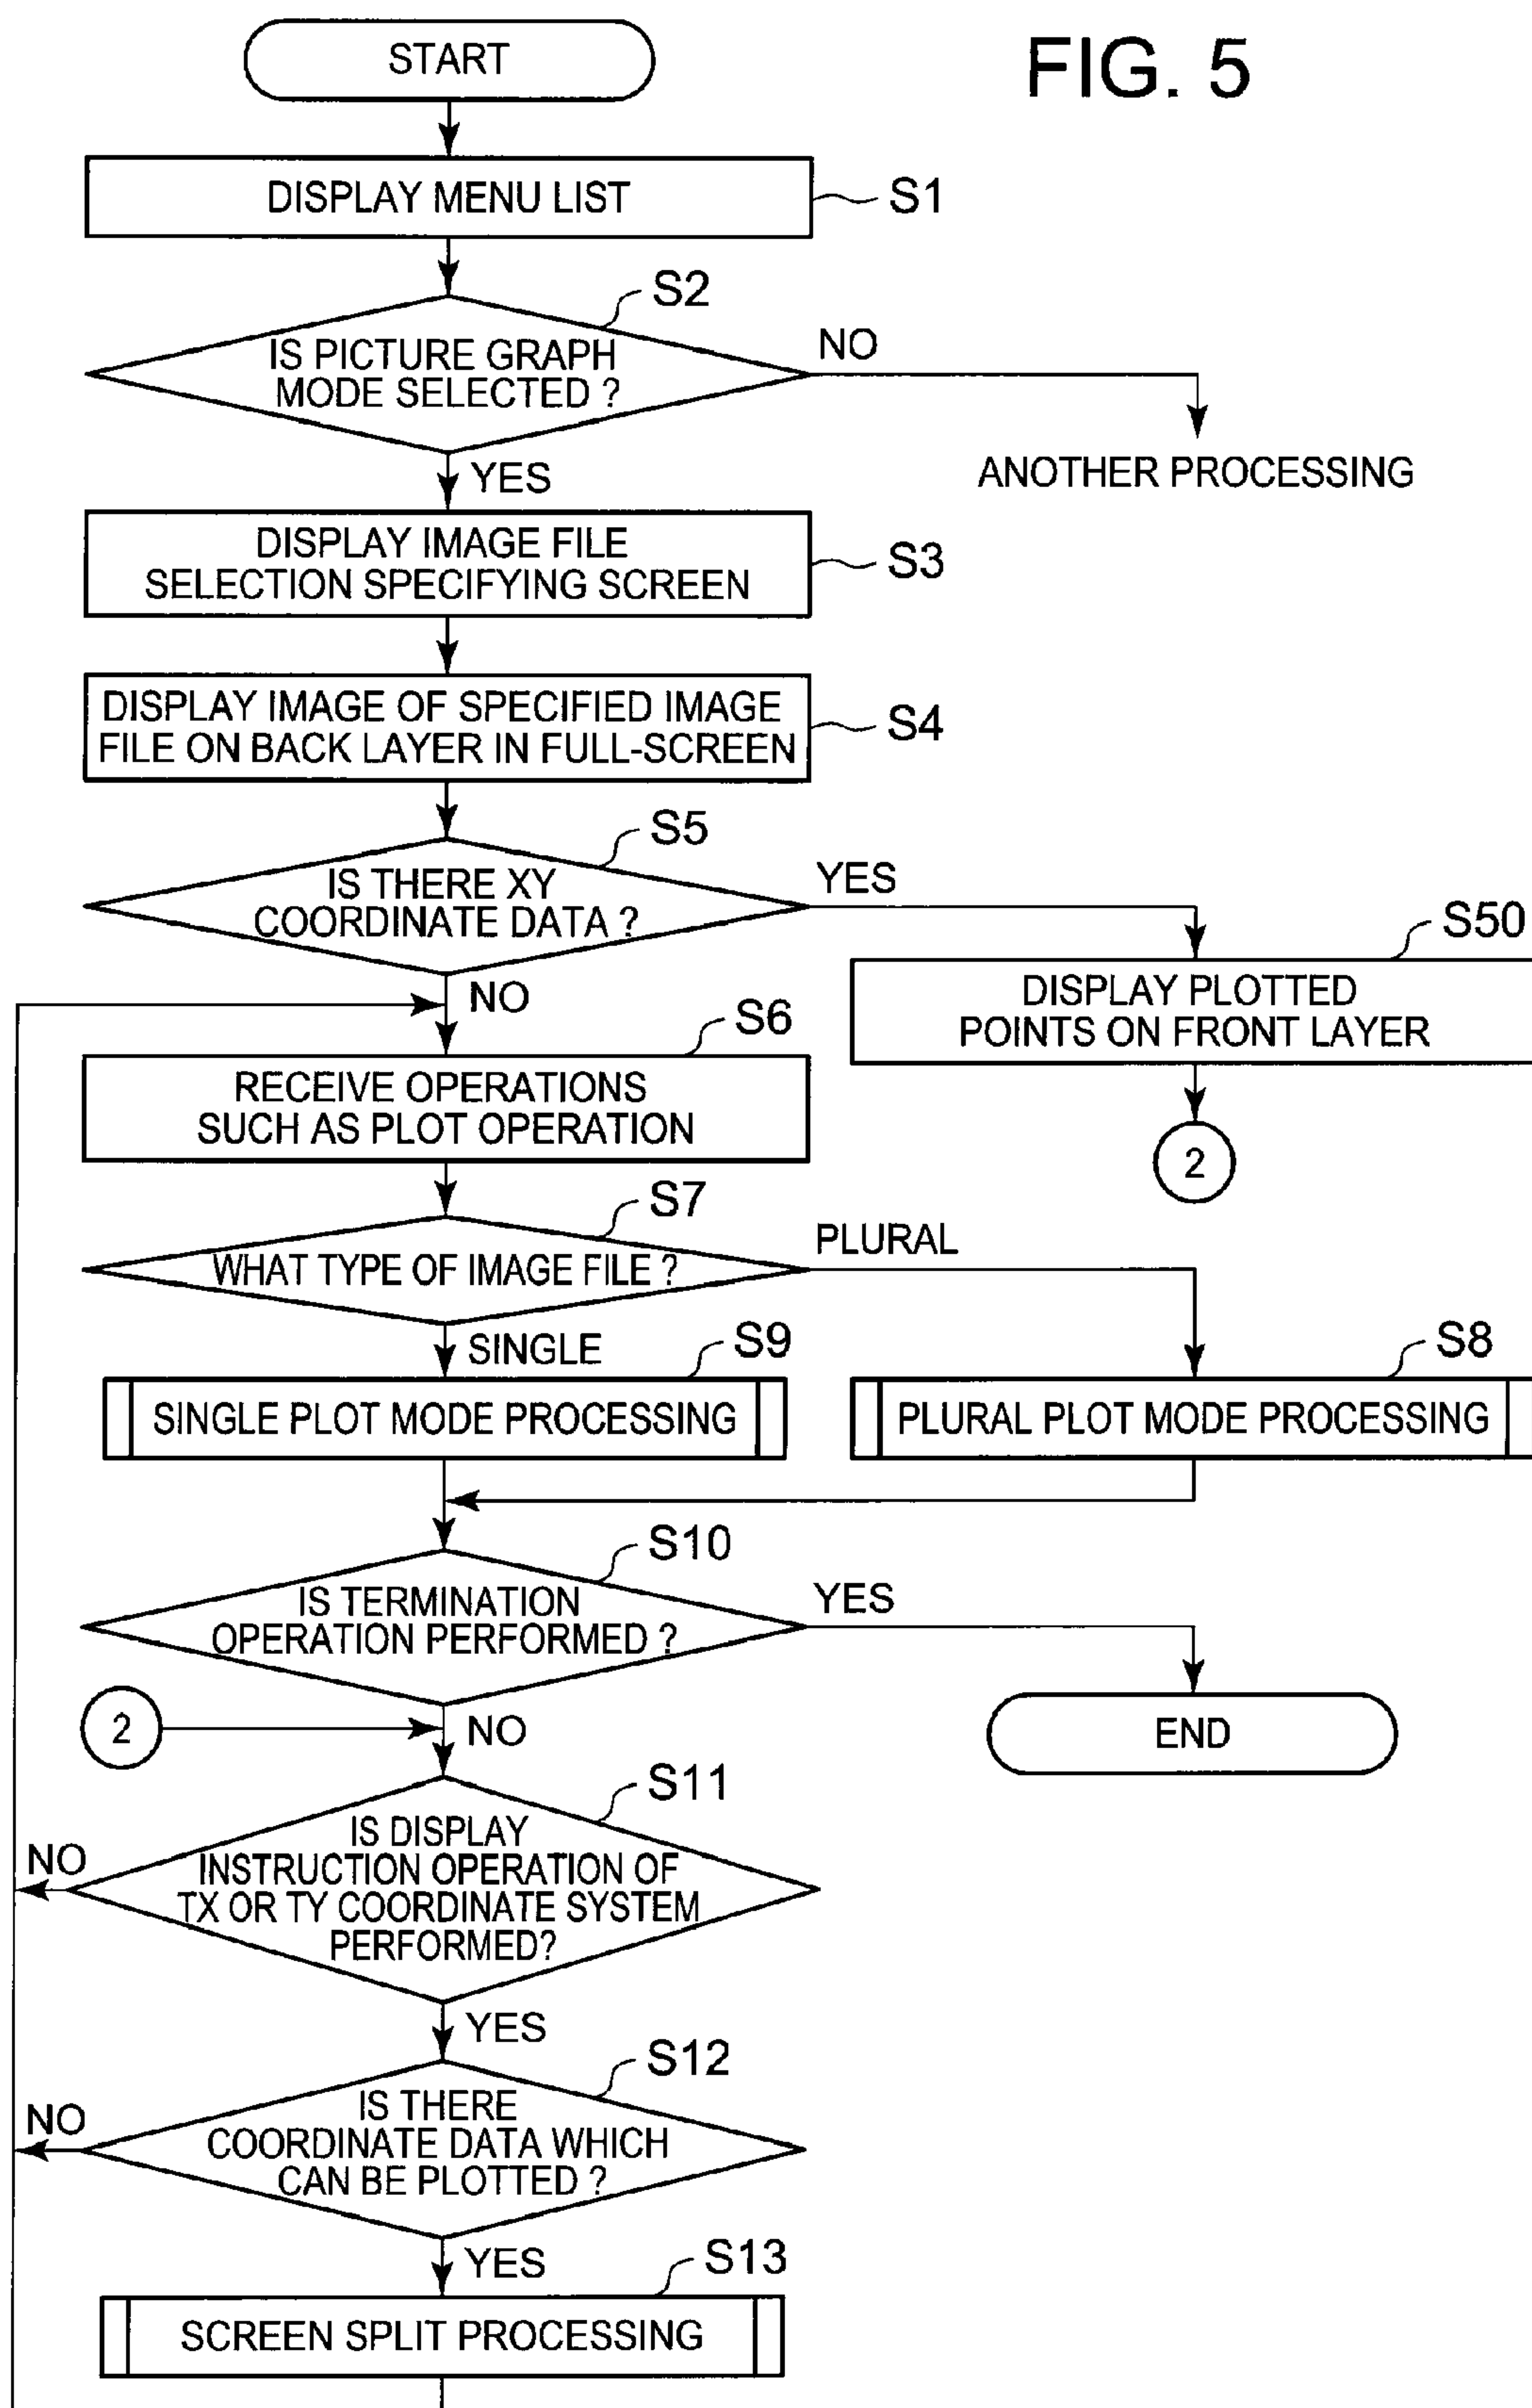 FIG. 5
START
DISPLAY MENU LIST
S1
S2
IS PICTURE GRAPH
MODE SELECTED ?
NO
ANOTHER PROCESSING
YES
DISPLAY IMAGE FILE
SELECTION SPECIFYING SCREEN
S3
DISPLAY IMAGE OF SPECIFIED IMAGE
FILE ON BACK LAYER IN FULL-SCREEN
S4
S5
IS THERE XY
COORDINATE DATA ?
YES
S50
DISPLAY PLOTTED
POINTS ON FRONT LAYER
2
NO
S6
RECEIVE OPERATIONS
SUCH AS PLOT OPERATION
S7
WHAT TYPE OF IMAGE FILE ?
PLURAL
SINGLE
S9
SINGLE PLOT MODE PROCESSING
S8
PLURAL PLOT MODE PROCESSING
S10
IS TERMINATION
OPERATION PERFORMED ?
YES
END
2
NO
S11
IS DISPLAY
INSTRUCTION OPERATION OF
TX OR TY COORDINATE SYSTEM
PERFORMED?
NO
YES
S12
IS THERE
COORDINATE DATA WHICH
CAN BE PLOTTED ?
NO
YES
S13
SCREEN SPLIT PROCESSING